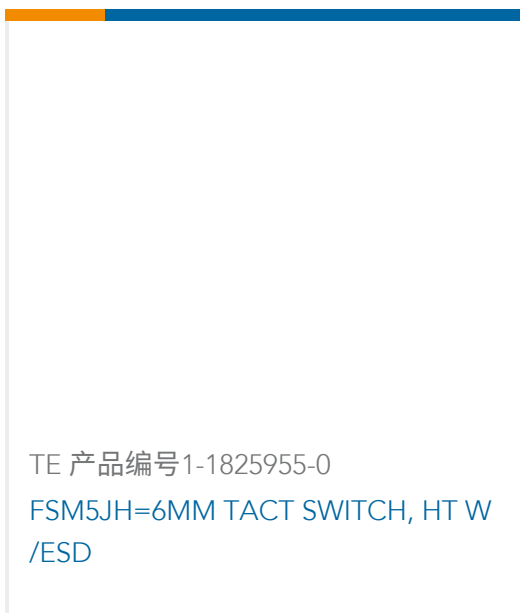 TE 产品编号1-1825955-0
FSM5JH=6MM TACT SWITCH, HT W
/ESD